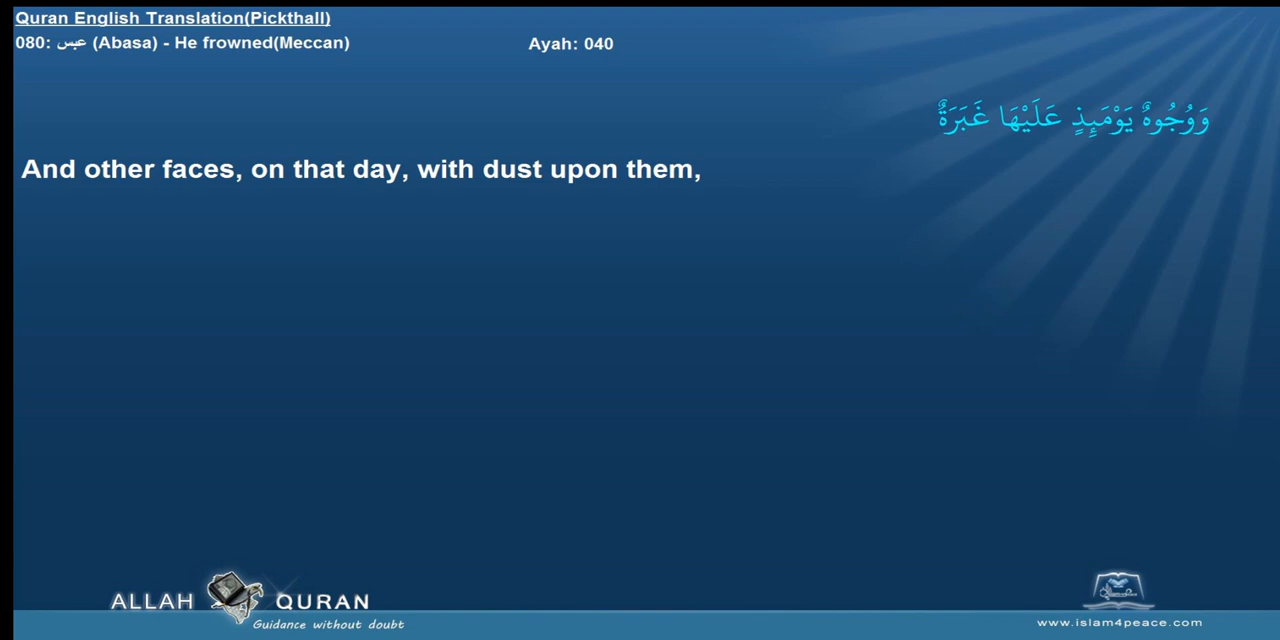 Quran English Translation(Pickthall)
080: عبس (Abasa) - He frowned(Meccan)
Ayah: 040
وَوُجُوهٌ يَوْمَئِذٍ عَلَيْهَا غَبَرَةٌ
And other faces, on that day, with dust upon them,
ALLAH QURAN
Guidance without doubt
www.islam4peace.com